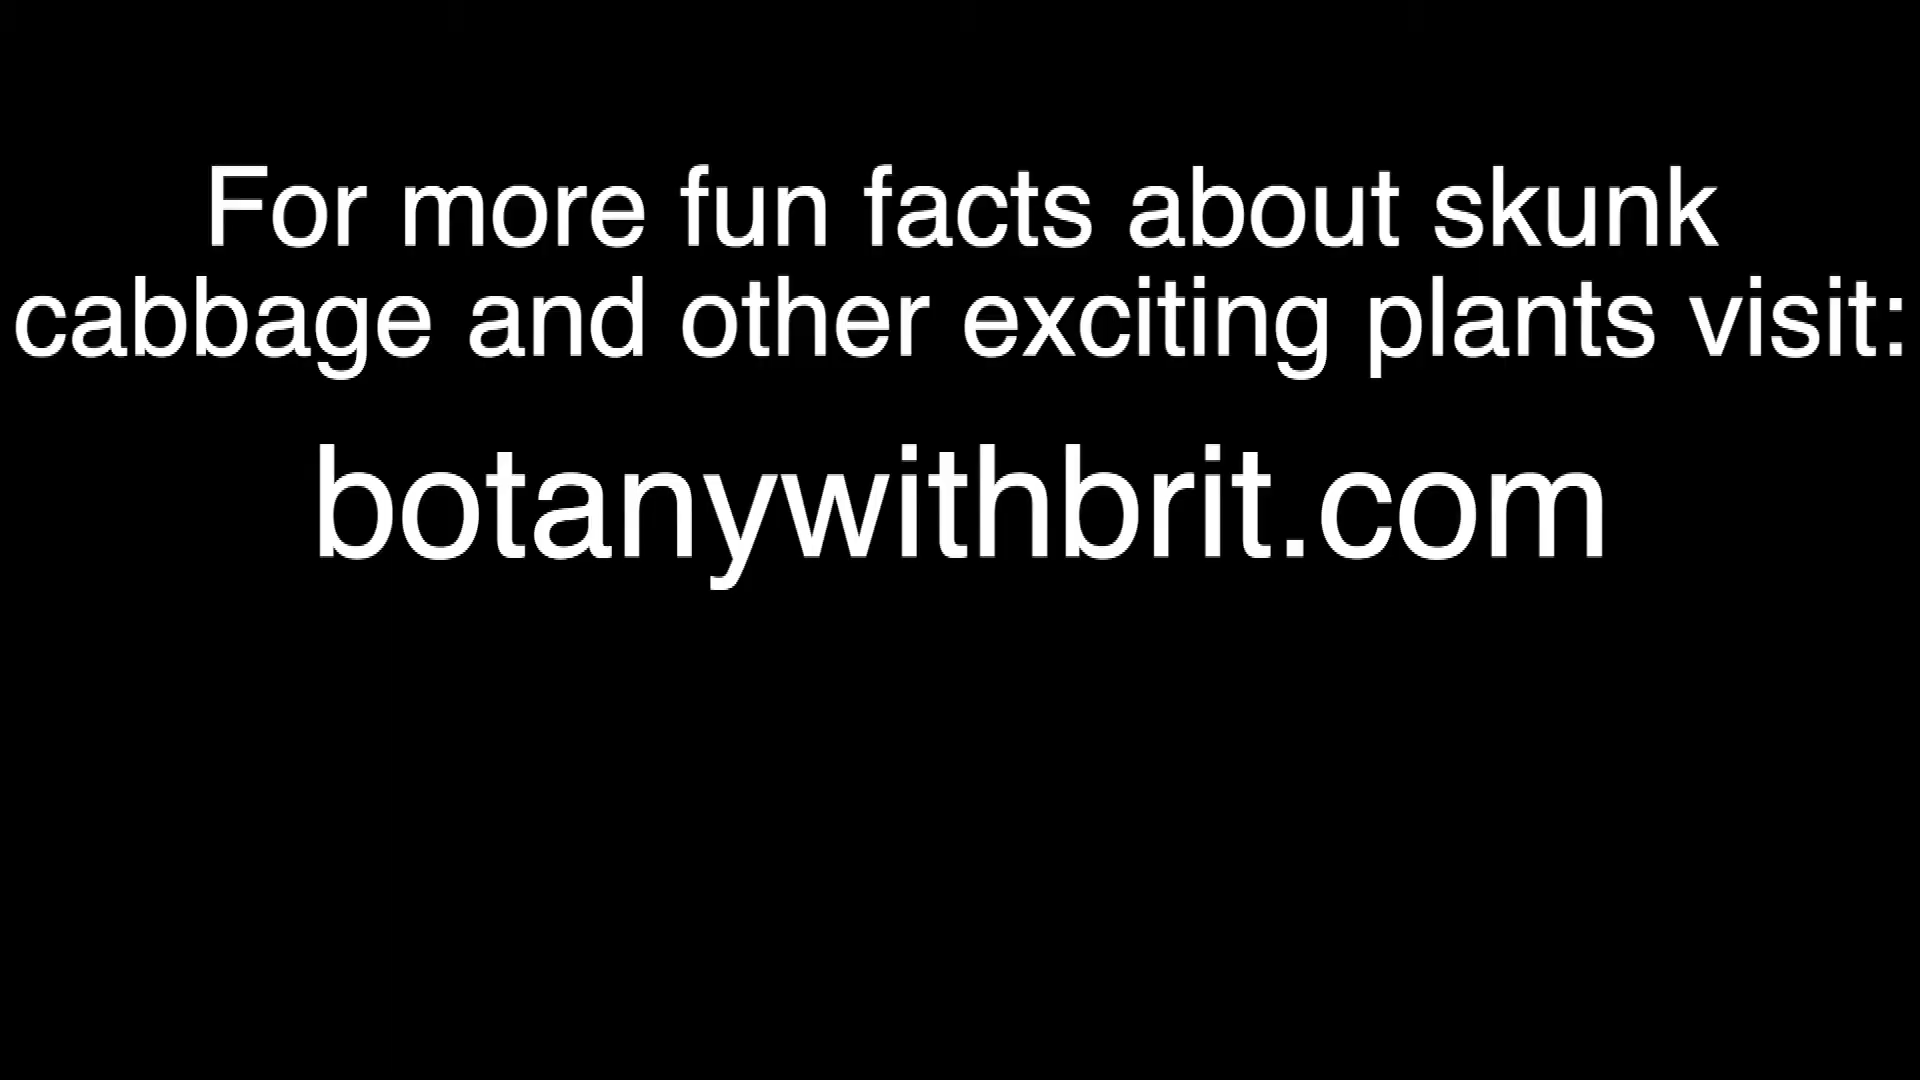 For more fun facts about skunk
cabbage and other exciting plants visit:
botanywithbrit.com